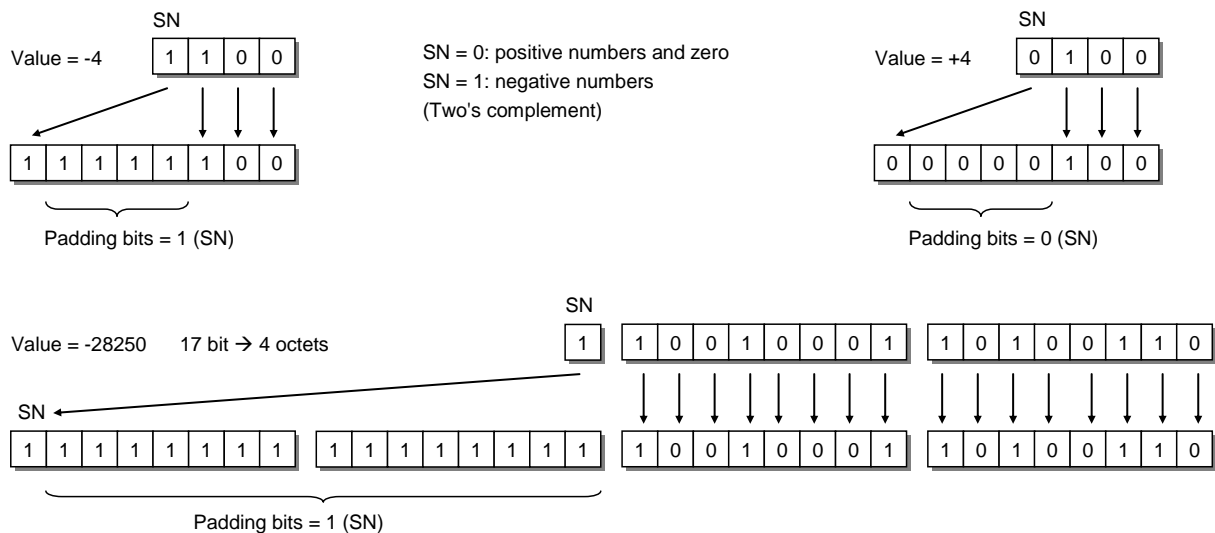 SN
Value = -4
1 1 0 0
1 1 1 1 1 1 0 0
Padding bits = 1 (SN)
SN = 0: positive numbers and zero
SN = 1: negative numbers
(Two's complement)
SN
Value = +4
0 1 0 0
0 0 0 0 0 1 0 0
Padding bits = 0 (SN)
SN
Value = -28250 17 bit → 4 octets
1 1 0 0 1 0 0 0 1 1 0 1 0 0 1 1 0
SN
1 1 1 1 1 1 1 1 1 1 1 1 1 1 1 1 1 0 0 1 0 0 0 1 1 0 1 0 0 1 1 0
Padding bits = 1 (SN)